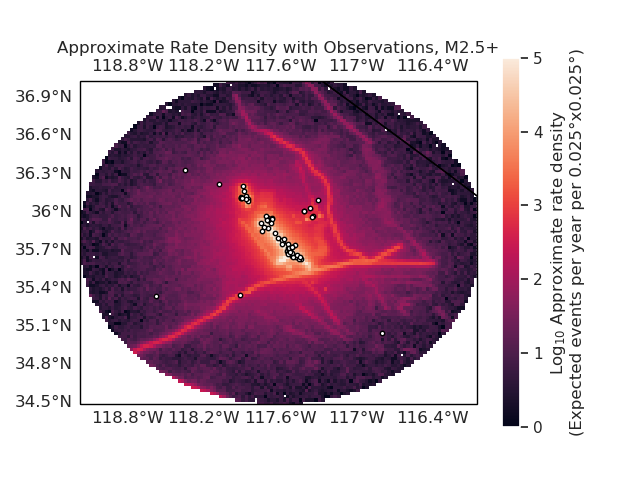 Approximate Rate Density with Observations, M2.5+
118.8°W 118.2°W 117.6°W 117°W 116.4°W
36.9°N
36.6°N
36.3°N
36°N
35.7°N
35.4°N
35.1°N
34.8°N
34.5°N
118.8°W 118.2°W 117.6°W 117°W 116.4°W
5
4
3
2
1
0
Log₁₀ Approximate rate density
(Expected events per year per 0.025°x0.025°)